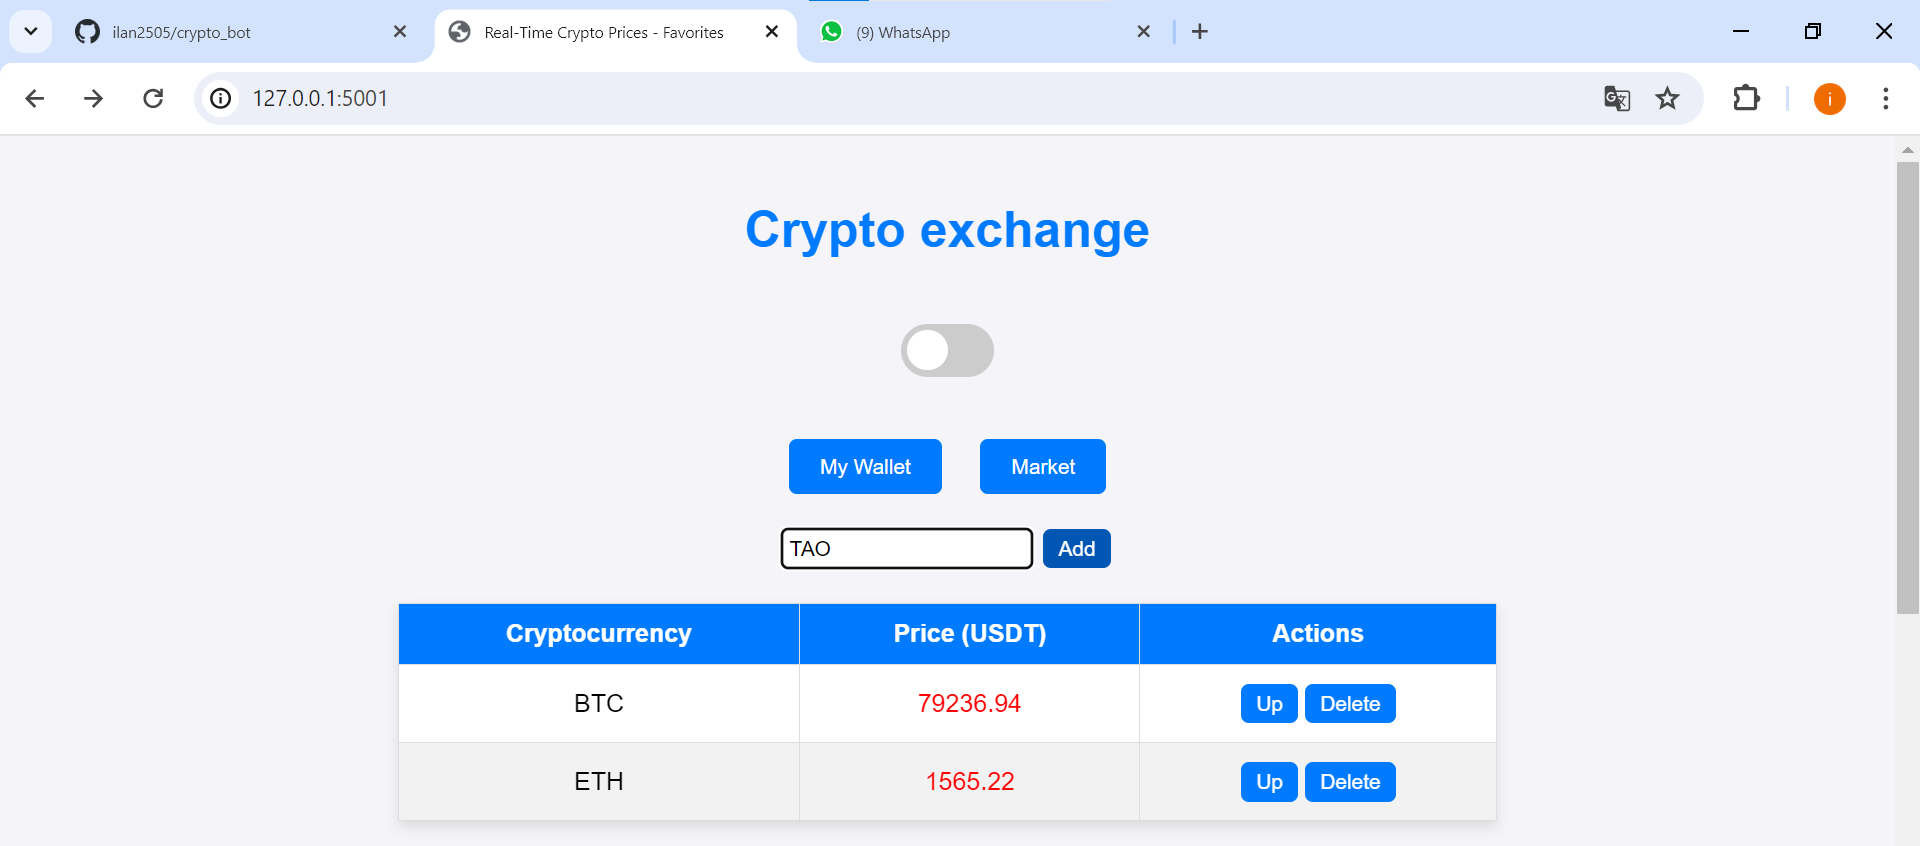 ilan2505/crypto_bot
Real-Time Crypto Prices - Favorites
(9) WhatsApp
127.0.0.1:5001
i
Crypto exchange
My Wallet
Market
TAO
Add
Cryptocurrency Price (USDT) Actions
BTC 79236.94 Up Delete
ETH 1565.22 Up Delete